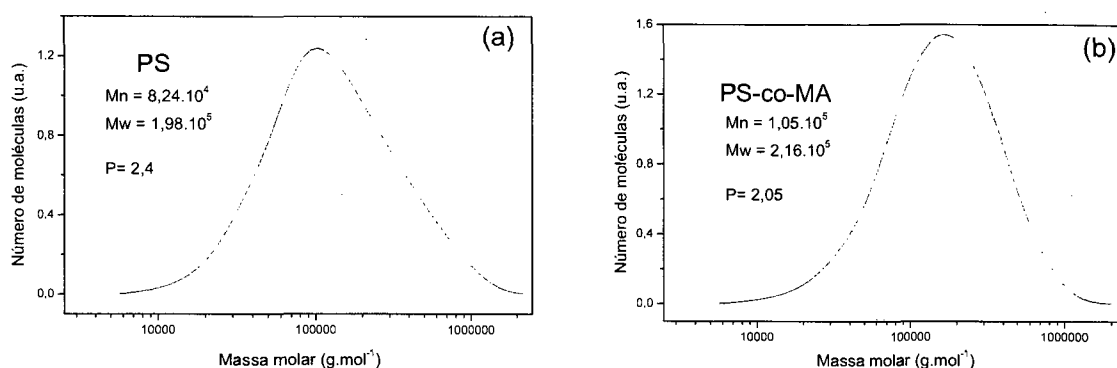 (a)
PS
Mn = 8,24.10⁴
Mw = 1,98.10⁵
P= 2,4
Número de moléculas (u.a.)
1,2
0,8
0,4
0,0
10000
100000
1000000
Massa molar (g.mol⁻¹)
(b)
PS-co-MA
Mn = 1,05.10⁵
Mw = 2,16.10⁵
P= 2,05
Número de moléculas (u.a.)
1,6
1,2
0,8
0,4
0,0
10000
100000
1000000
Massa molar (g.mol⁻¹)